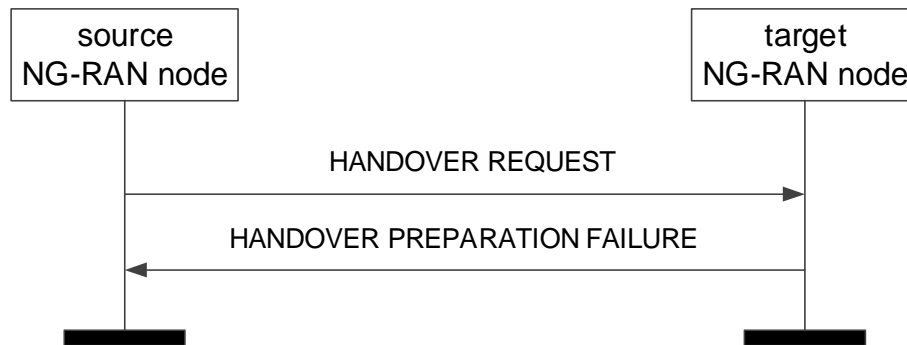 source
NG-RAN node
target
NG-RAN node
HANDOVER REQUEST
HANDOVER PREPARATION FAILURE